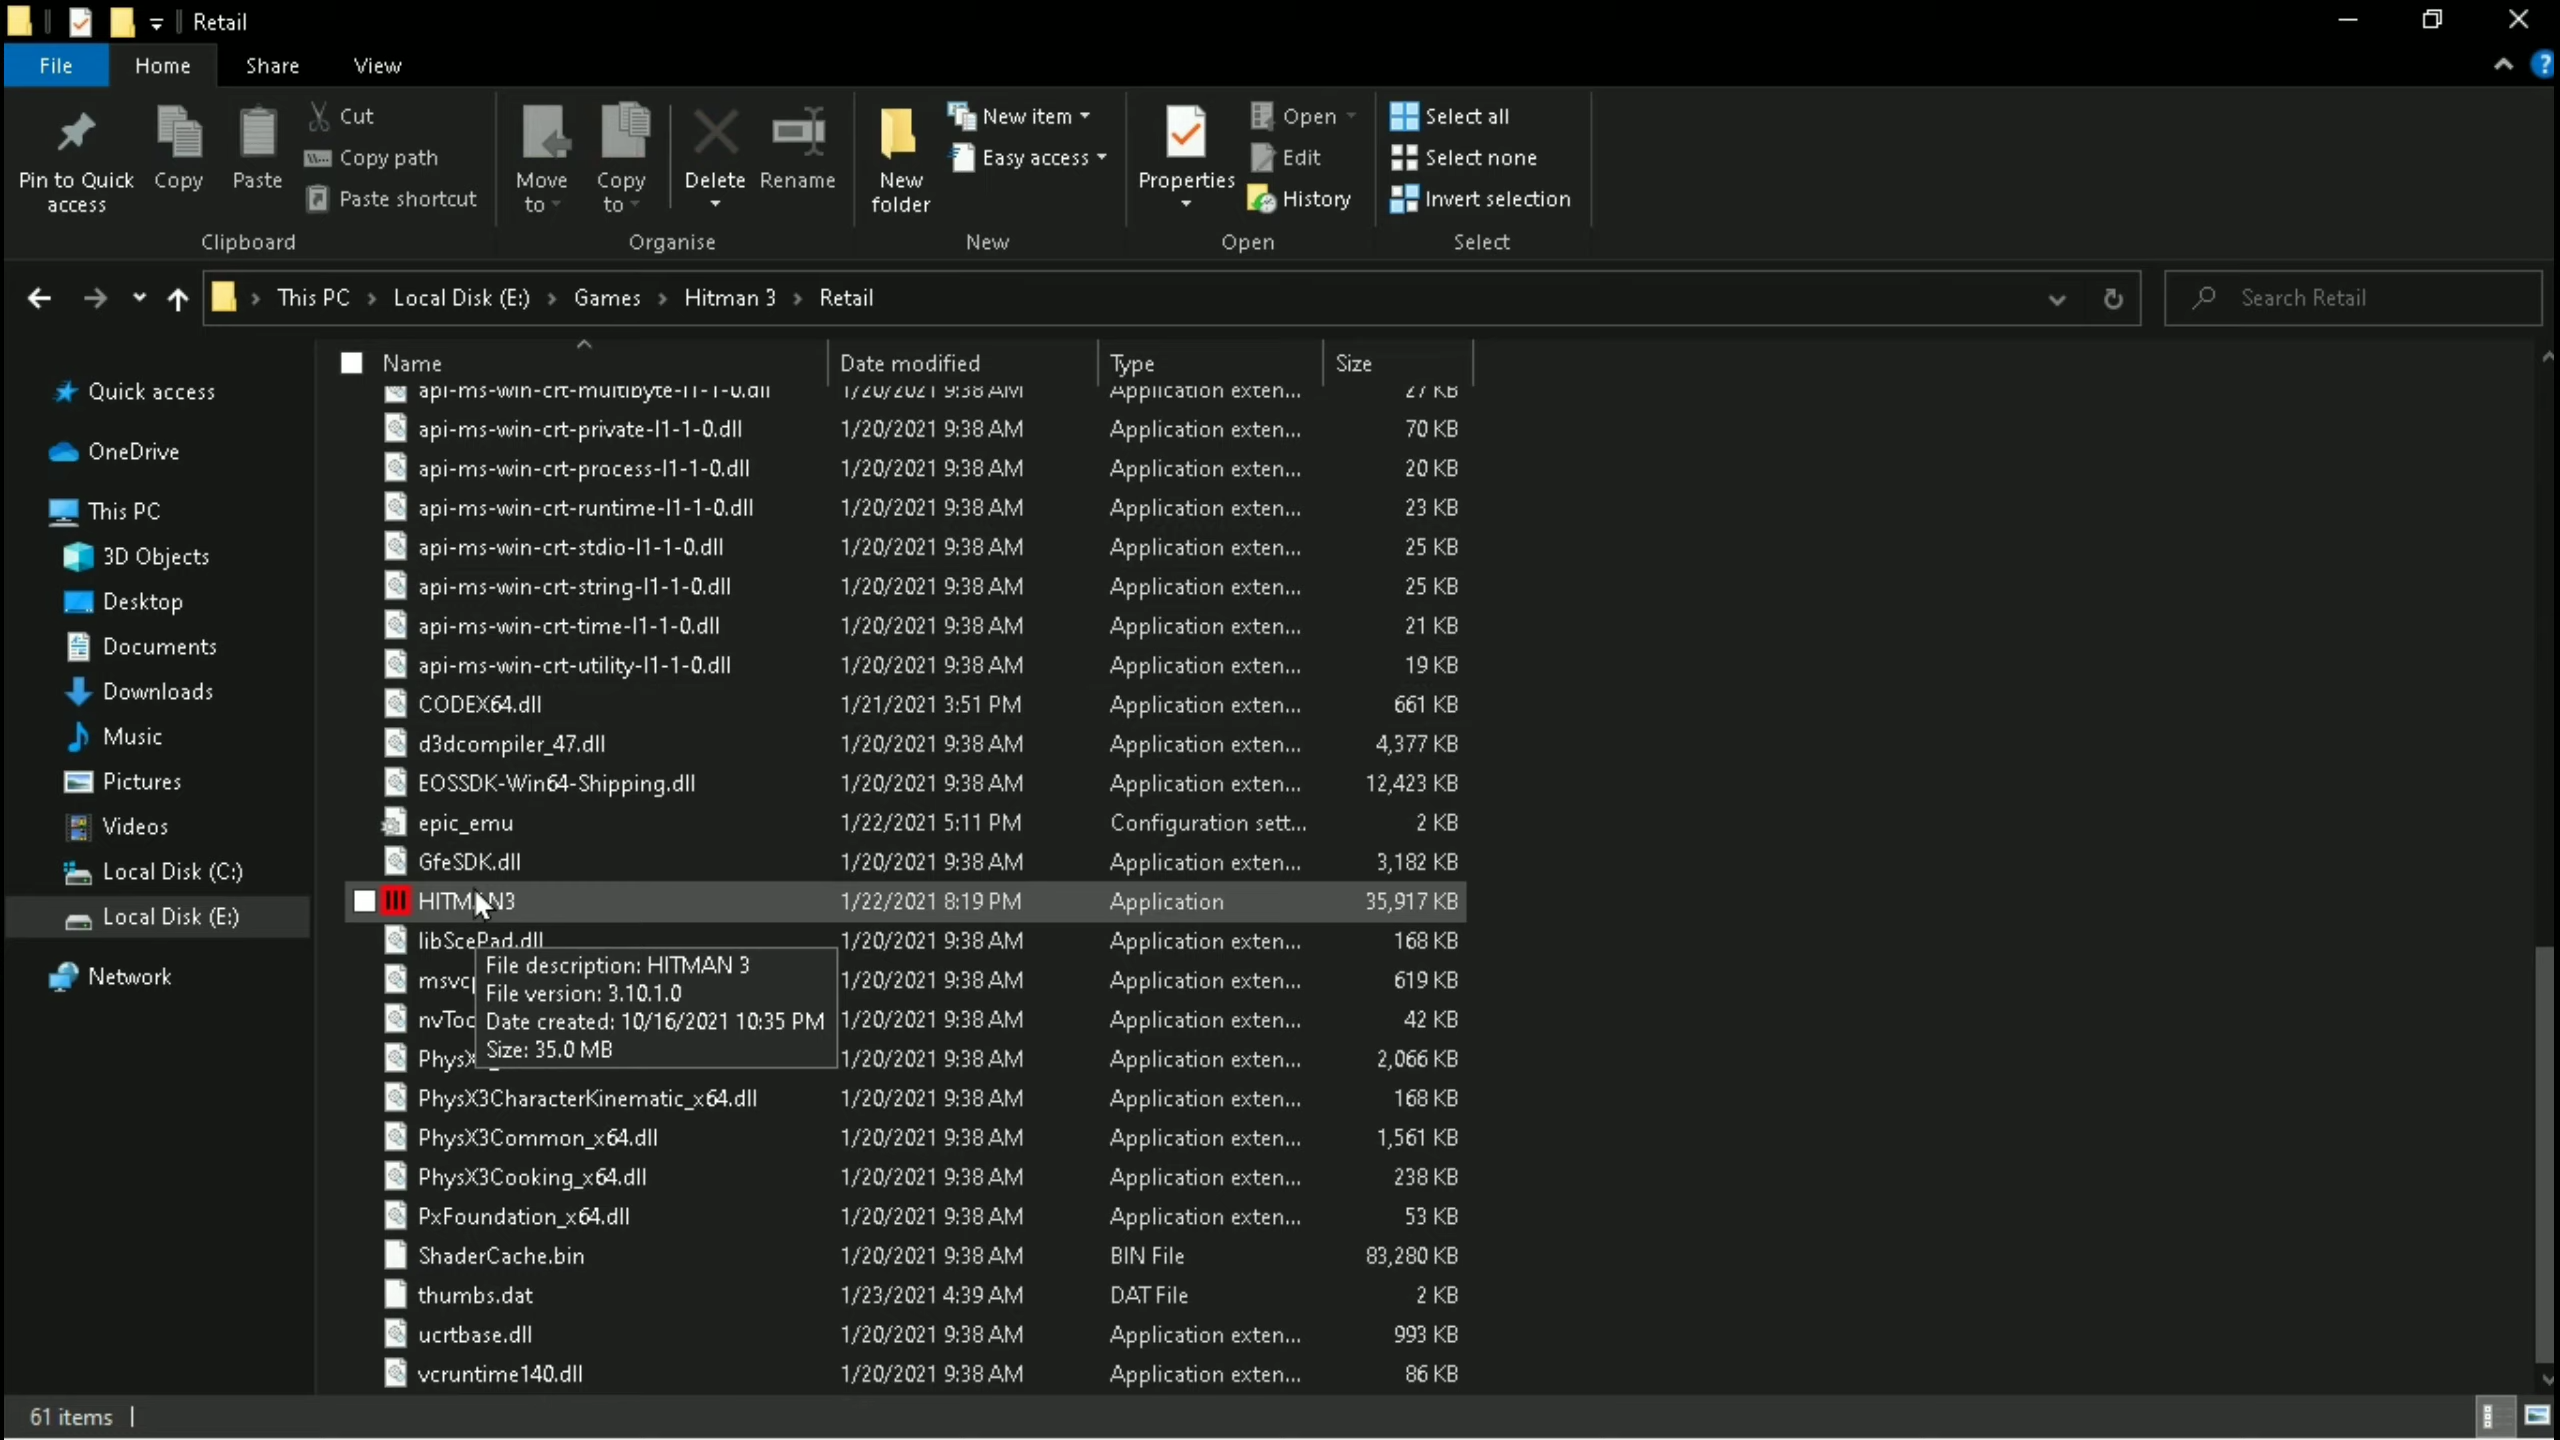 Retail
File Home Share View
Pin to Quick access
Copy
Paste
Cut
Copy path
Paste shortcut
Clipboard
Move to
Copy to
Delete
Rename
Organise
New folder
New item
Easy access
New
Properties
Open
Edit
History
Open
Select all
Select none
Invert selection
Select
This PC > Local Disk (E:) > Games > Hitman 3 > Retail
Search Retail
Quick access
OneDrive
This PC
3D Objects
Desktop
Documents
Downloads
Music
Pictures
Videos
Local Disk (C:)
Local Disk (E:)
Network
Name Date modified Type Size
api-ms-win-crt-multibyte-l1-1-0.dll 1/20/2021 9:38 AM Application exten... 27 KB
api-ms-win-crt-private-l1-1-0.dll 1/20/2021 9:38 AM Application exten... 70 KB
api-ms-win-crt-process-l1-1-0.dll 1/20/2021 9:38 AM Application exten... 20 KB
api-ms-win-crt-runtime-l1-1-0.dll 1/20/2021 9:38 AM Application exten... 23 KB
api-ms-win-crt-stdio-l1-1-0.dll 1/20/2021 9:38 AM Application exten... 25 KB
api-ms-win-crt-string-l1-1-0.dll 1/20/2021 9:38 AM Application exten... 25 KB
api-ms-win-crt-time-l1-1-0.dll 1/20/2021 9:38 AM Application exten... 21 KB
api-ms-win-crt-utility-l1-1-0.dll 1/20/2021 9:38 AM Application exten... 19 KB
CODEX64.dll 1/21/2021 3:51 PM Application exten... 661 KB
d3dcompiler_47.dll 1/20/2021 9:38 AM Application exten... 4,377 KB
EOSSDK-Win64-Shipping.dll 1/20/2021 9:38 AM Application exten... 12,423 KB
epic_emu 1/22/2021 5:11 PM Configuration sett... 2 KB
GfeSDK.dll 1/20/2021 9:38 AM Application exten... 3,182 KB
HITMAN3 1/22/2021 8:19 PM Application 35,917 KB
libScePad.dll 1/20/2021 9:38 AM Application exten... 168 KB
1/20/2021 9:38 AM Application exten... 619 KB
1/20/2021 9:38 AM Application exten... 42 KB
1/20/2021 9:38 AM Application exten... 2,066 KB
File description: HITMAN 3
File version: 3.10.1.0
Date created: 10/16/2021 10:35 PM
Size: 35.0 MB
PhysX3CharacterKinematic_x64.dll 1/20/2021 9:38 AM Application exten... 168 KB
PhysX3Common_x64.dll 1/20/2021 9:38 AM Application exten... 1,561 KB
PhysX3Cooking_x64.dll 1/20/2021 9:38 AM Application exten... 238 KB
PxFoundation_x64.dll 1/20/2021 9:38 AM Application exten... 53 KB
ShaderCache.bin 1/20/2021 9:38 AM BIN File 83,280 KB
thumbs.dat 1/23/2021 4:39 AM DAT File 2 KB
ucrtbase.dll 1/20/2021 9:38 AM Application exten... 993 KB
vcruntime140.dll 1/20/2021 9:38 AM Application exten... 86 KB
61 items